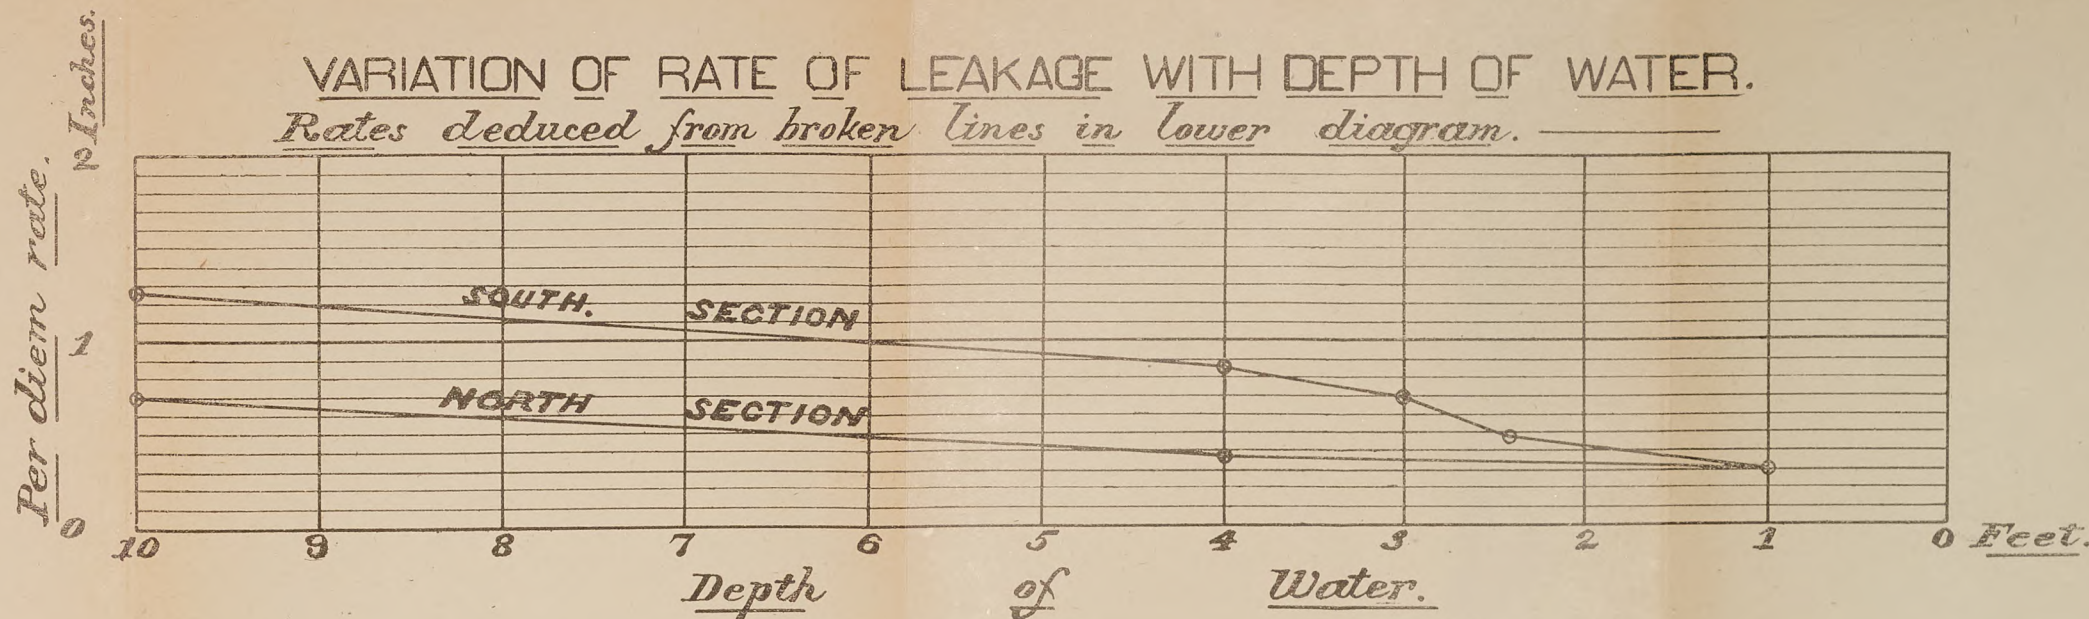 VARIATION OF RATE OF LEAKAGE WITH DEPTH OF WATER.
Rates deduced from broken lines in lower diagram.
Inches.
Per diem rate.
1
0
SOUTH. SECTION
NORTH SECTION
10 9 8 7 6 5 4 3 2 1 0 Feet.
Depth of Water.